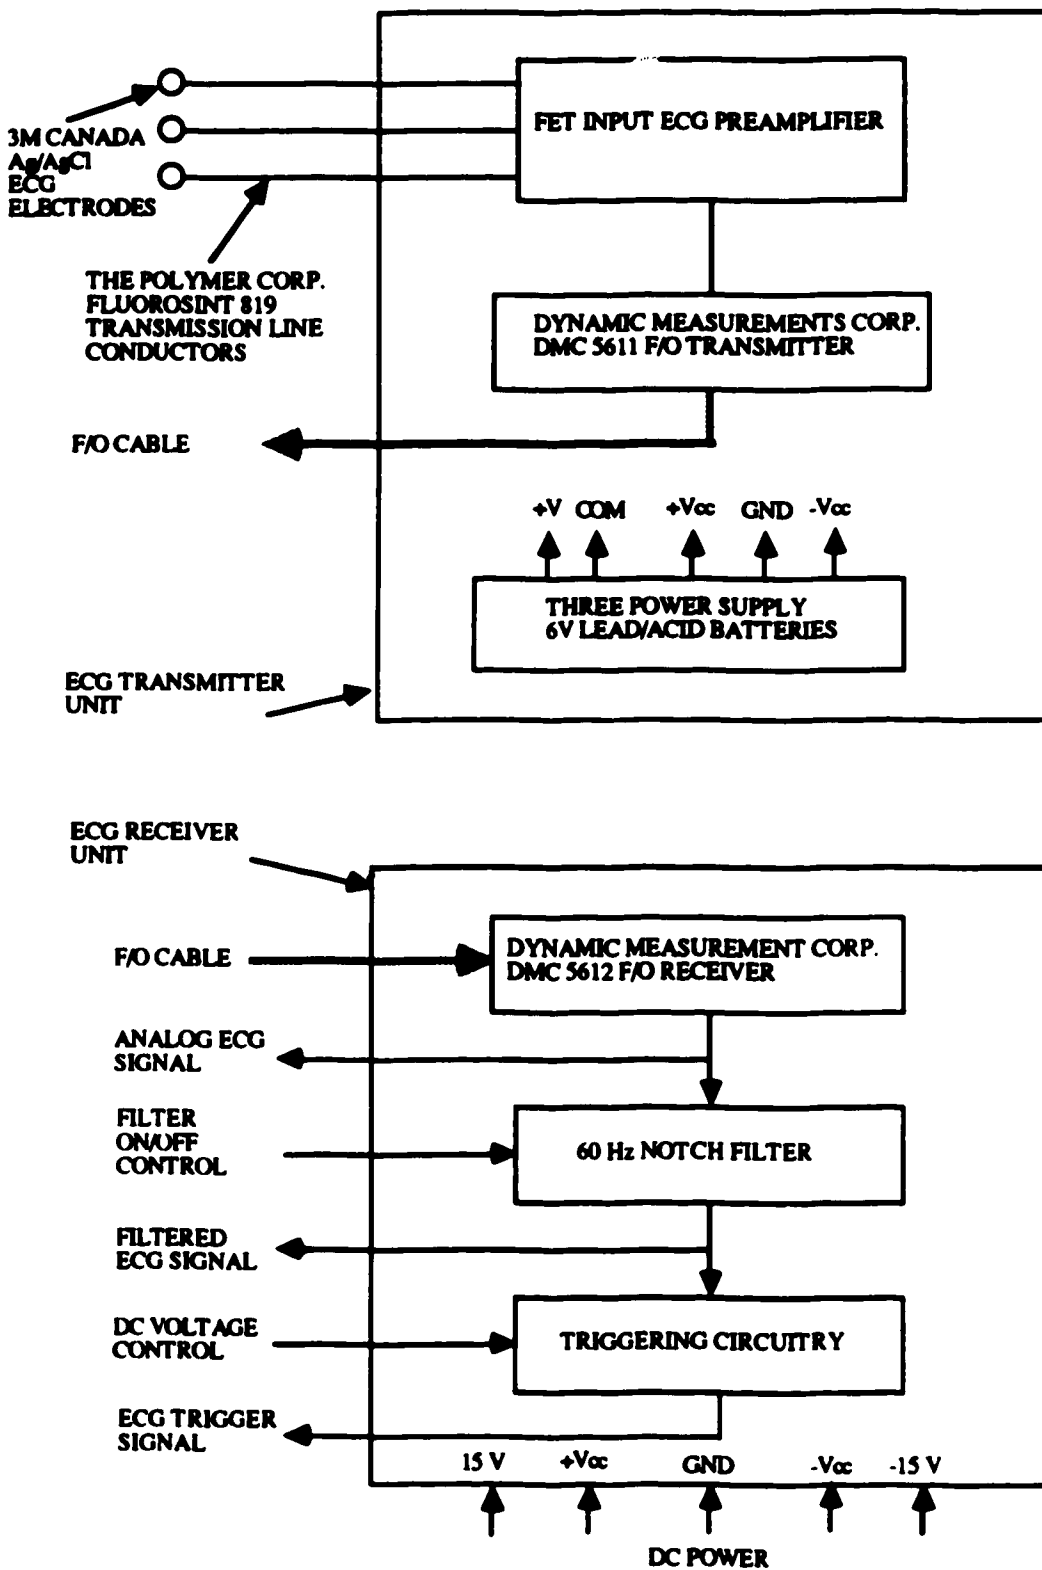 FET INPUT ECG PREAMPLIFIER
3M CANADA
Ag/AgCl
ECG
ELECTRODES
THE POLYMER CORP.
FLUOROSINT 819
TRANSMISSION LINE
CONDUCTORS
DYNAMIC MEASUREMENTS CORP.
DMC 5611 F/O TRANSMITTER
F/O CABLE
+V COM +Vcc GND -Vcc
THREE POWER SUPPLY
6V LEAD/ACID BATTERIES
ECG TRANSMITTER
UNIT
ECG RECEIVER
UNIT
F/O CABLE
DYNAMIC MEASUREMENT CORP.
DMC 5612 F/O RECEIVER
ANALOG ECG
SIGNAL
FILTER
ON/OFF
CONTROL
60 Hz NOTCH FILTER
FILTERED
ECG SIGNAL
DC VOLTAGE
CONTROL
TRIGGERING CIRCUITRY
ECG TRIGGER
SIGNAL
15 V +Vcc GND -Vcc -15 V
DC POWER